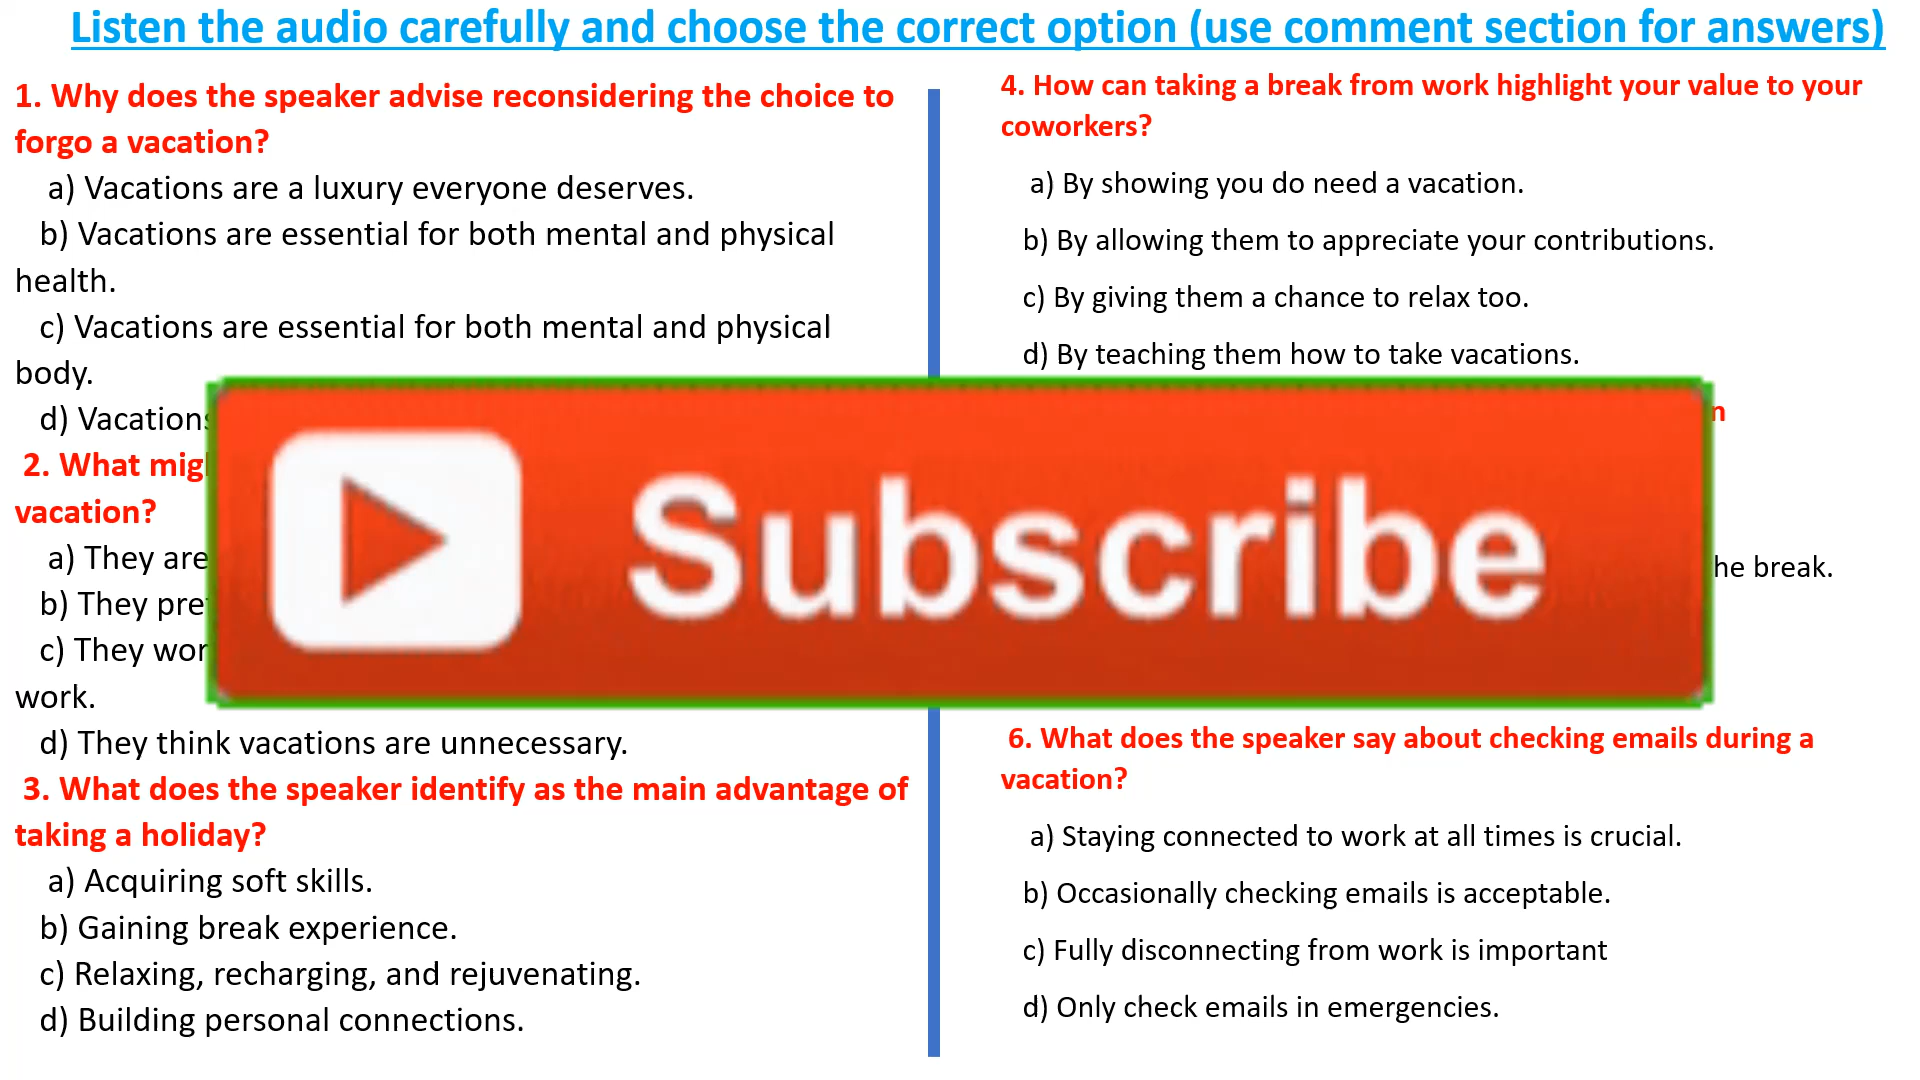 Listen the audio carefully and choose the correct option (use comment section for answers)
1. Why does the speaker advise reconsidering the choice to
forgo a vacation?
a) Vacations are a luxury everyone deserves.
b) Vacations are essential for both mental and physical
health.
c) Vacations are essential for both mental and physical
body.
d) Vacations
2. What
vacation?
a) They are
b) They
c) They
work.
d) They think vacations are unnecessary.
3. What does the speaker identify as the main advantage of
taking a holiday?
a) Acquiring soft skills.
b) Gaining break experience.
c) Relaxing, recharging, and rejuvenating.
d) Building personal connections.
4. How can taking a break from work highlight your value to your
coworkers?
a) By showing you do need a vacation.
b) By allowing them to appreciate your contributions.
c) By giving them a chance to relax too.
d) By teaching them how to take vacations.
break.
6. What does the speaker say about checking emails during a
vacation?
a) Staying connected to work at all times is crucial.
b) Occasionally checking emails is acceptable.
c) Fully disconnecting from work is important
d) Only check emails in emergencies.
Subscribe